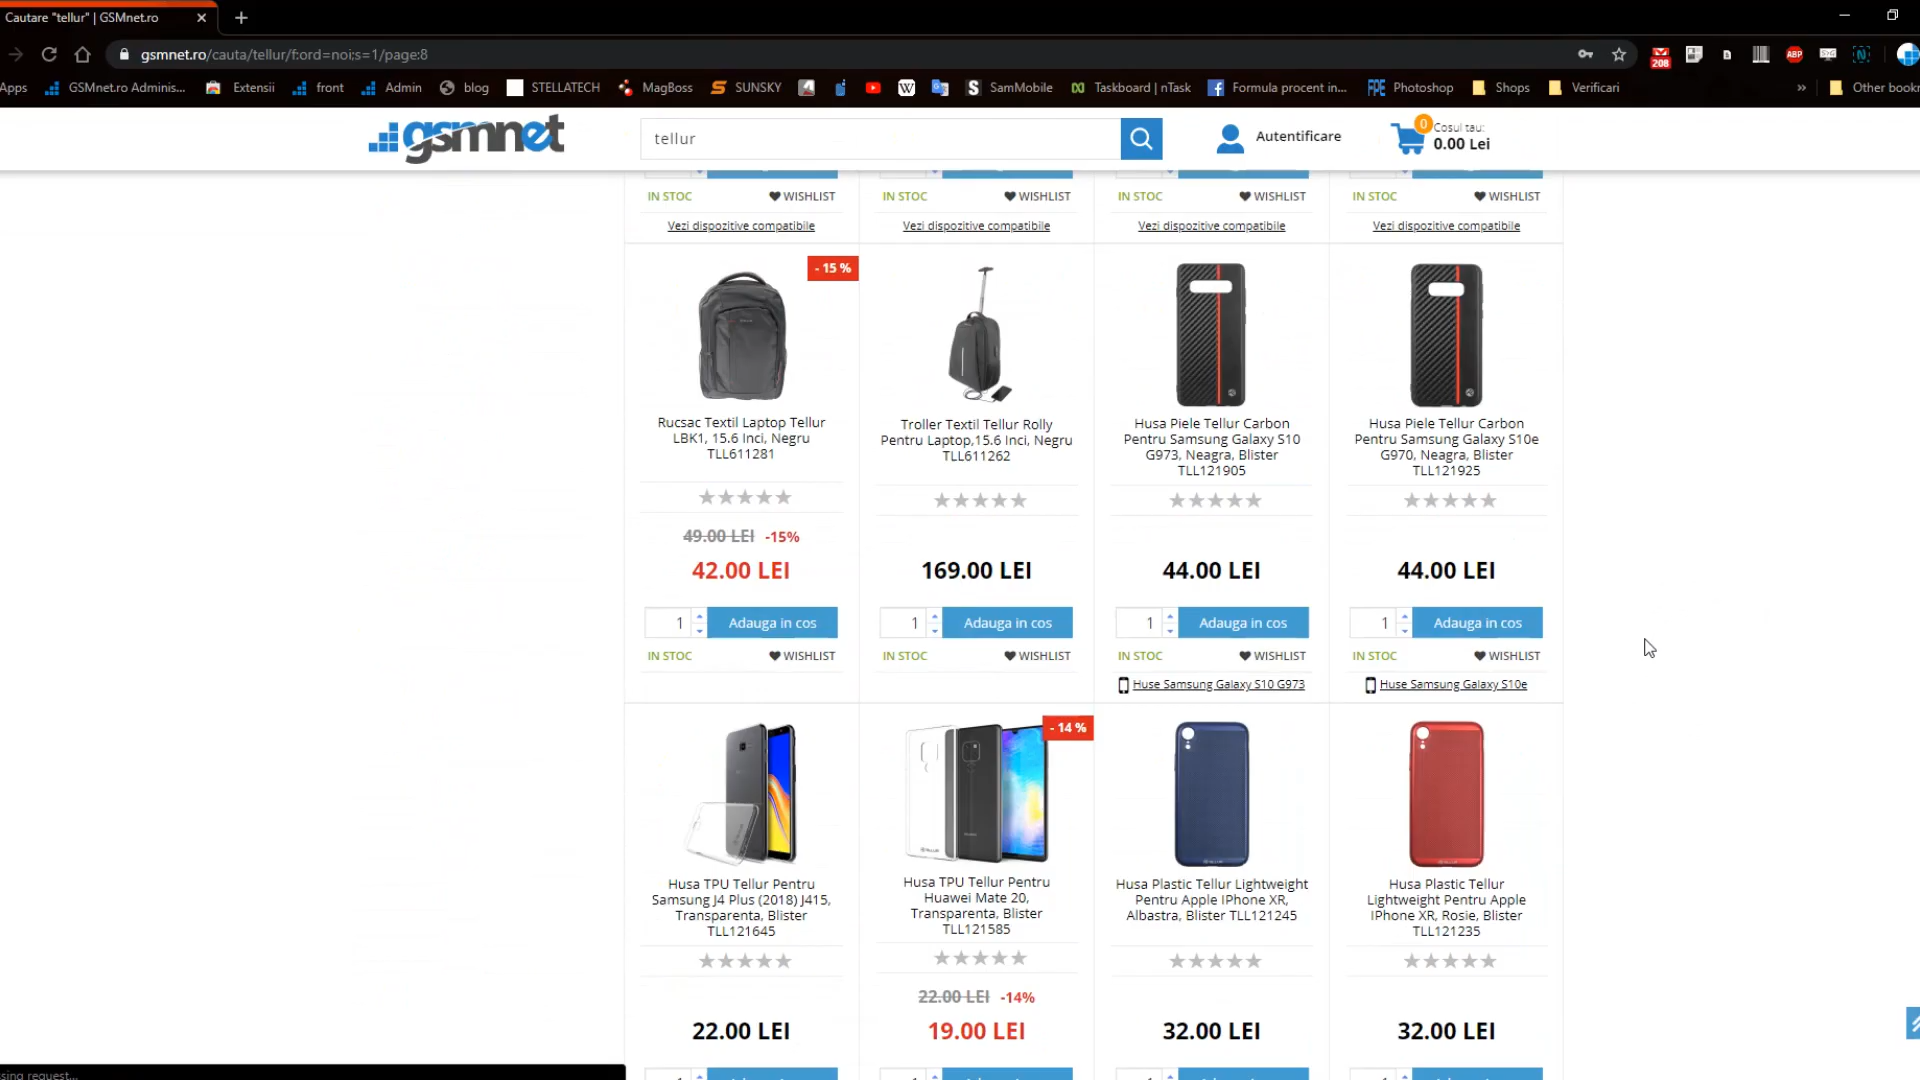 Cautare "tellur" | GSMnet.ro
gsmnet.ro/cauta/tellur/f:ord=noi;s=1/page:8
208
ABP
Apps GSMnet.ro Adminis... Extensii front Admin blog STELLATECH MagBoss SUNSKY SamMobile Taskboard | nTask Formula procent in... Photoshop Shops Verificari » Other bookr
gsmnet
tellur
Autentificare
0
Cosul tau:
0.00 Lei
IN STOC WISHLIST IN STOC WISHLIST IN STOC WISHLIST IN STOC WISHLIST
Vezi dispozitive compatibile Vezi dispozitive compatibile Vezi dispozitive compatibile Vezi dispozitive compatibile
- 15 %
Rucsac Textil Laptop Tellur
LBK1, 15.6 Inci, Negru
TLL611281
49.00 LEI -15%
42.00 LEI
1 Adauga in cos
IN STOC WISHLIST
Troller Textil Tellur Rolly
Pentru Laptop,15.6 Inci, Negru
TLL611262
169.00 LEI
1 Adauga in cos
IN STOC WISHLIST
Husa Piele Tellur Carbon
Pentru Samsung Galaxy S10
G973, Neagra, Blister
TLL121905
44.00 LEI
1 Adauga in cos
IN STOC WISHLIST
Huse Samsung Galaxy S10 G973
Husa Piele Tellur Carbon
Pentru Samsung Galaxy S10e
G970, Neagra, Blister
TLL121925
44.00 LEI
1 Adauga in cos
IN STOC WISHLIST
Huse Samsung Galaxy S10e
Husa TPU Tellur Pentru
Samsung J4 Plus (2018) J415,
Transparenta, Blister
TLL121645
22.00 LEI
- 14 %
Husa TPU Tellur Pentru
Huawei Mate 20,
Transparenta, Blister
TLL121585
22.00 LEI -14%
19.00 LEI
Husa Plastic Tellur Lightweight
Pentru Apple IPhone XR,
Albastra, Blister TLL121245
32.00 LEI
Husa Plastic Tellur
Lightweight Pentru Apple
IPhone XR, Rosie, Blister
TLL121235
32.00 LEI
sing request...